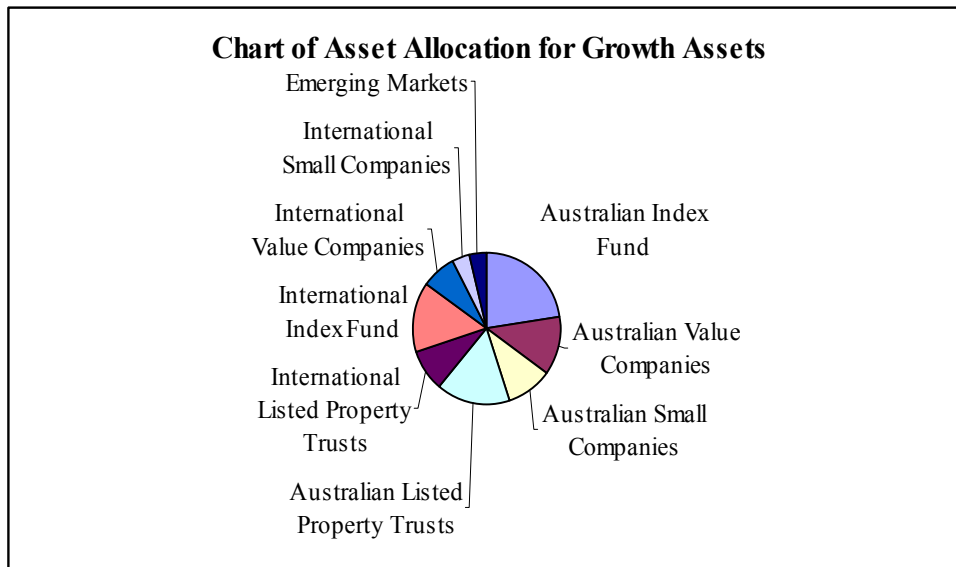 Chart of Asset Allocation for Growth Assets
Emerging Markets
International
Small Companies
International
Value Companies
International
Index Fund
International
Listed Property
Trusts
Australian Listed
Property Trusts
Australian Index
Fund
Australian Value
Companies
Australian Small
Companies